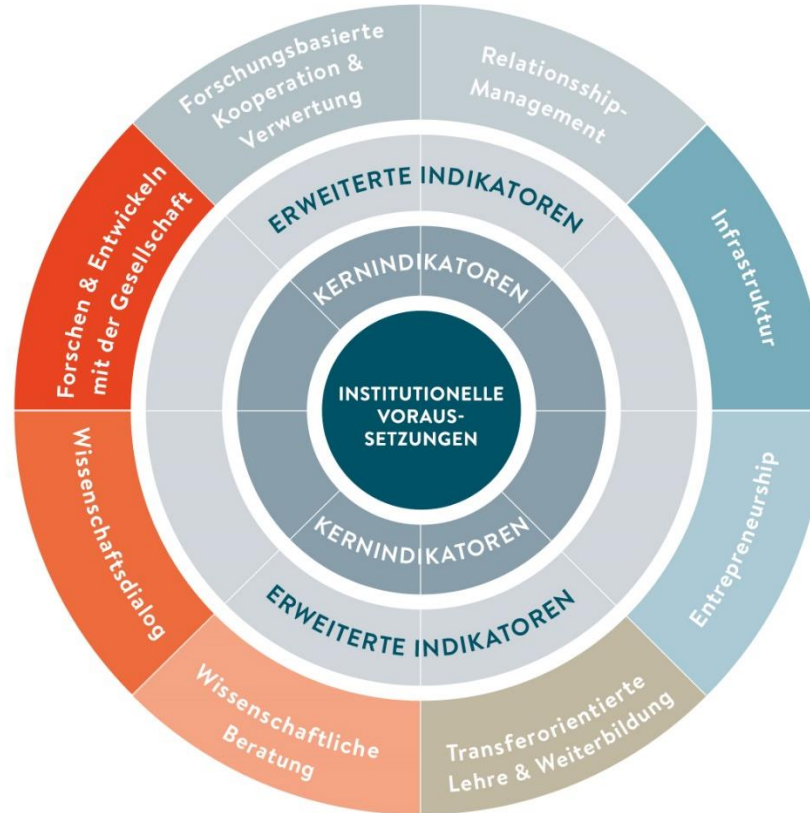 Forschungsbasierte
Kooperation &
Verwertung
Relationsship-
Management
Infrastruktur
Entrepreneurship
Transferorientierte
Lehre & Weiterbildung
Wissenschaftliche
Beratung
Wissenschaftsdialog
Forschen & Entwickeln
mit der Gesellschaft
ERWEITERTE INDIKATOREN
KERNINDIKATOREN
INSTITUTIONELLE
VORAUS-
SETZUNGEN
KERNINDIKATOREN
ERWEITERTE INDIKATOREN